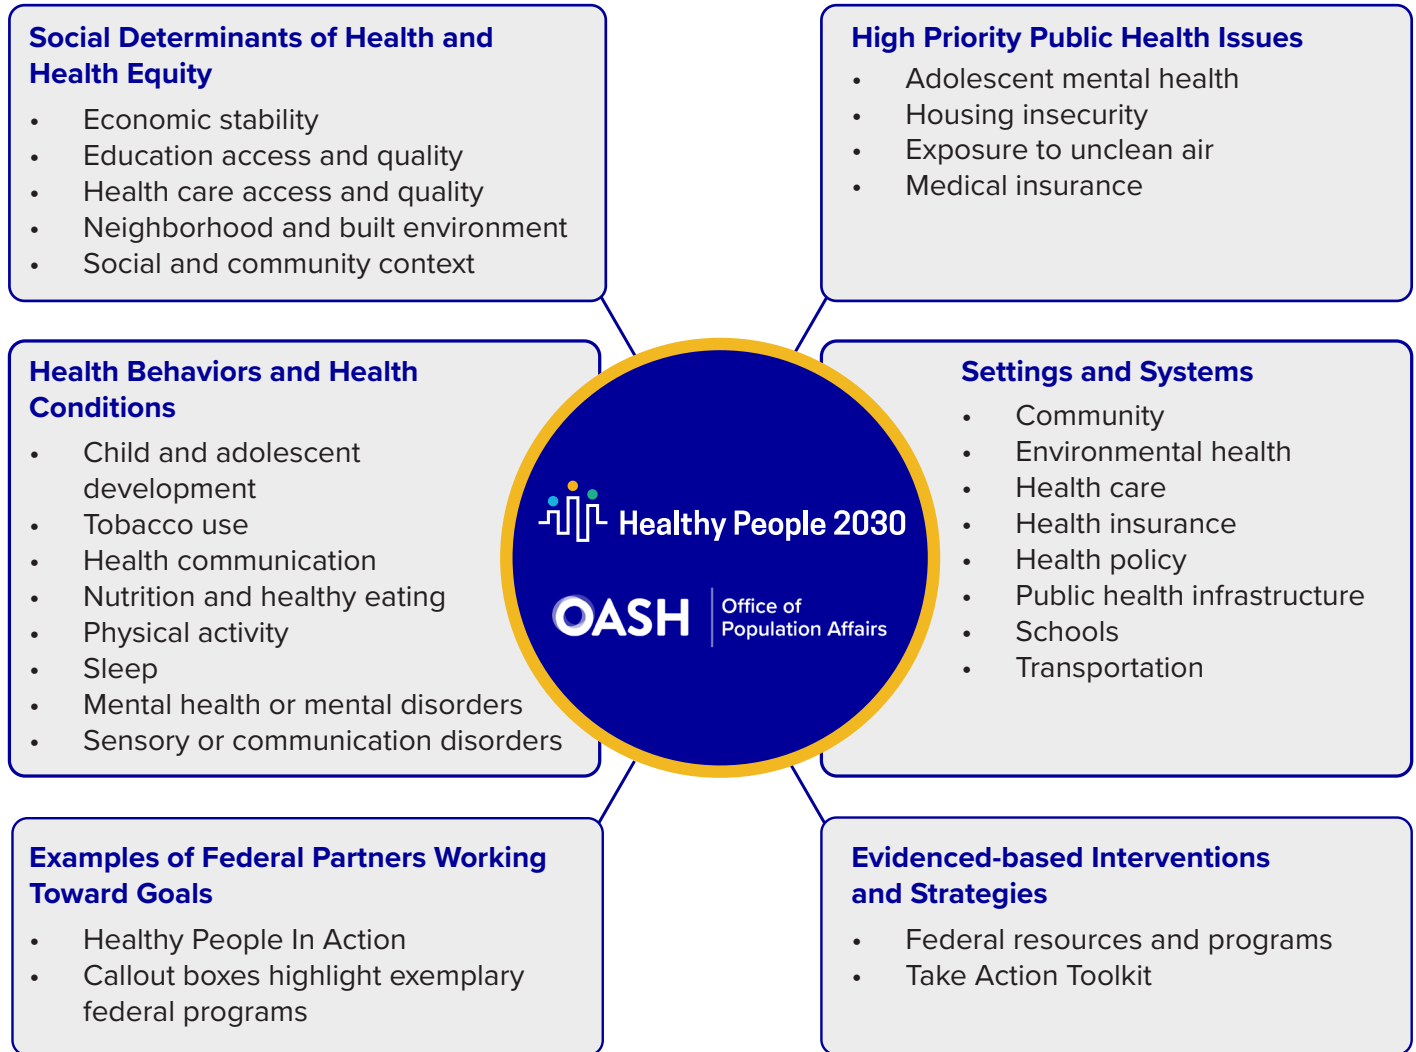 Social Determinants of Health and
Health Equity
• Economic stability
• Education access and quality
• Health care access and quality
• Neighborhood and built environment
• Social and community context
High Priority Public Health Issues
• Adolescent mental health
• Housing insecurity
• Exposure to unclean air
• Medical insurance
Health Behaviors and Health
Conditions
• Child and adolescent
development
• Tobacco use
• Health communication
• Nutrition and healthy eating
• Physical activity
• Sleep
• Mental health or mental disorders
• Sensory or communication disorders
Healthy People 2030
OASH
Office of
Population Affairs
Settings and Systems
• Community
• Environmental health
• Health care
• Health insurance
• Health policy
• Public health infrastructure
• Schools
• Transportation
Examples of Federal Partners Working
Toward Goals
• Healthy People In Action
• Callout boxes highlight exemplary
federal programs
Evidenced-based Interventions
and Strategies
• Federal resources and programs
• Take Action Toolkit